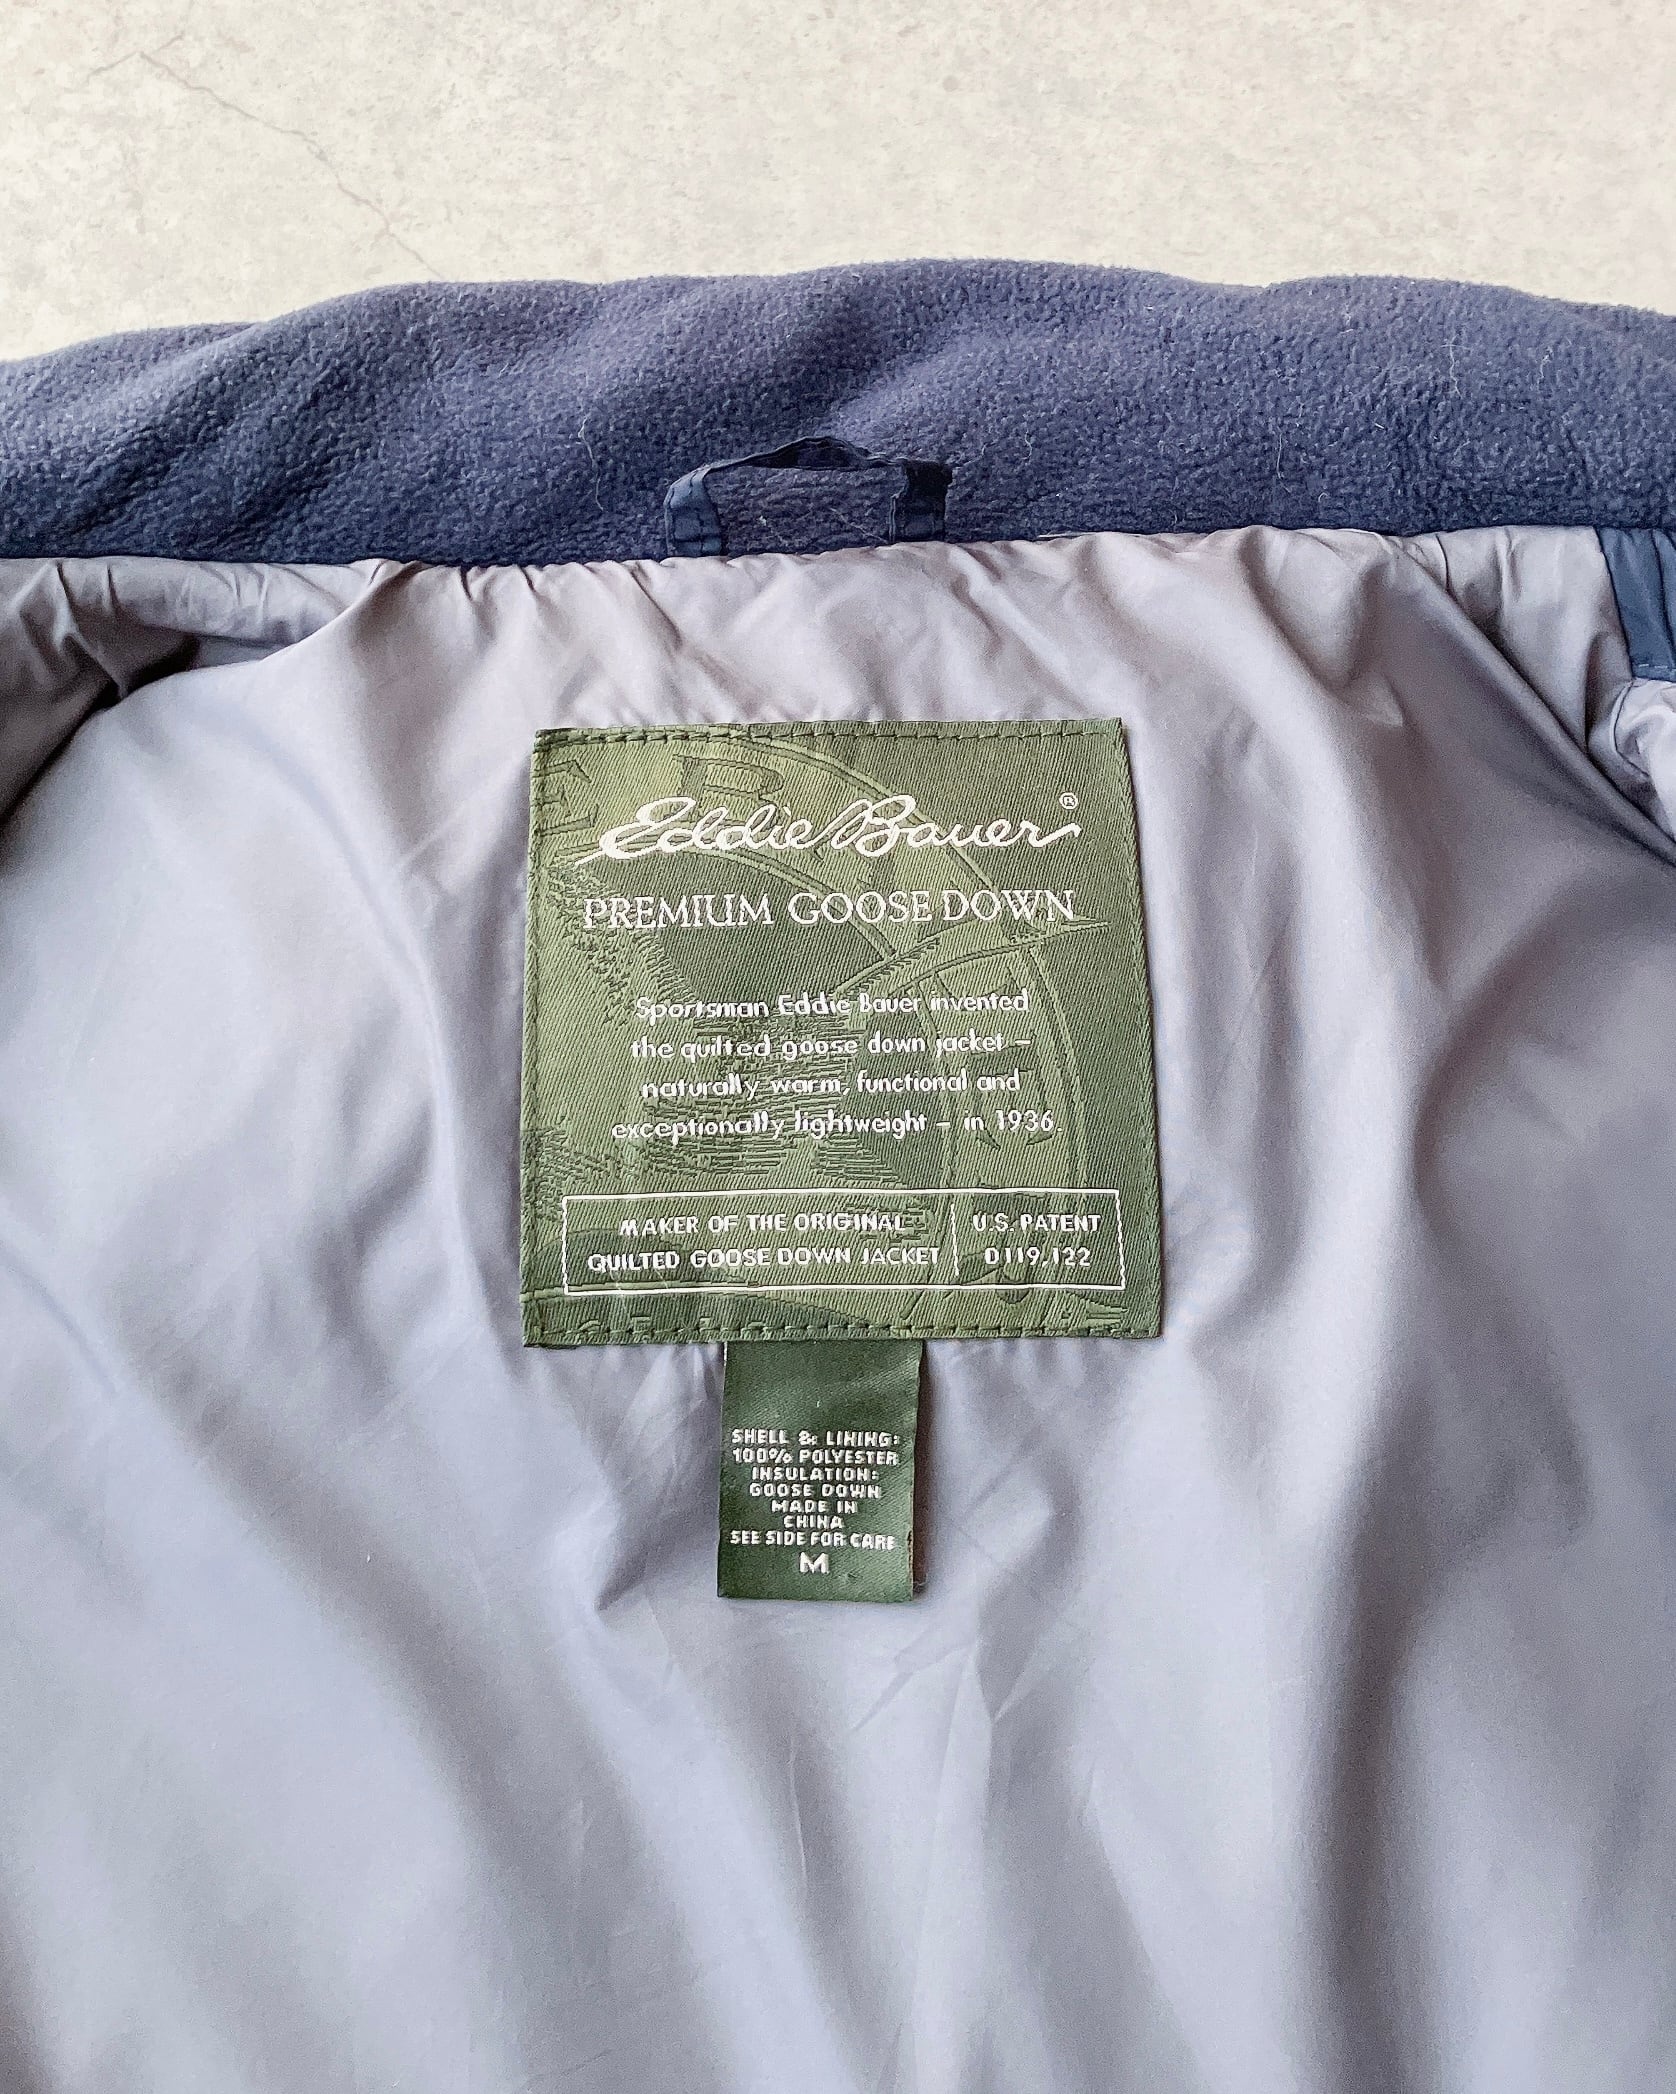 Eddie Bauer®
PREMIUM GOOSE DOWN
Sportsman Eddie Bauer invented
the quilted goose down jacket –
naturally warm, functional and
exceptionally lightweight – in 1936.
MAKER OF THE ORIGINAL
QUILTED GOOSE DOWN JACKET
U.S. PATENT
D119,122
SHELL & LINING:
100% POLYESTER
INSULATION:
GOOSE DOWN
MADE IN
CHINA
SEE SIDE FOR CARE
M